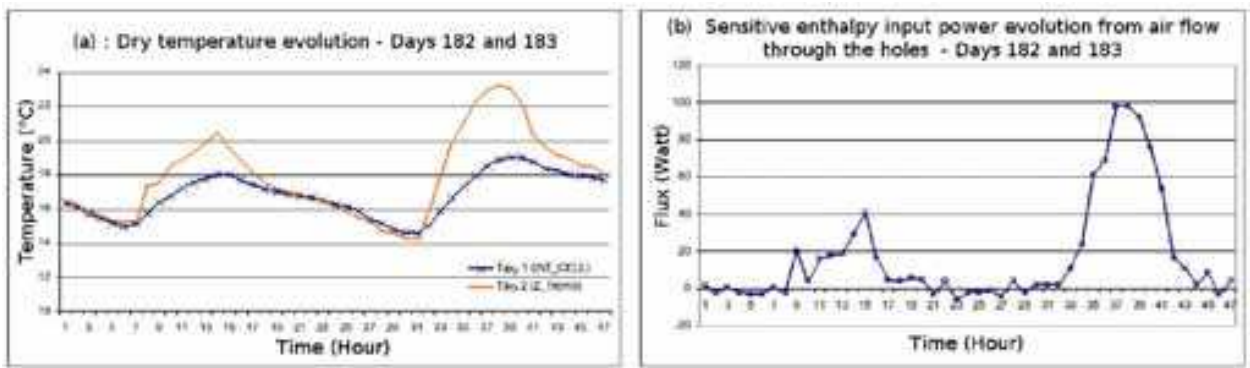 (a) : Dry temperature evolution - Days 182 and 183
Temperature (°C)
24
22
20
18
16
14
12
10
1 3 5 7 9 11 13 15 17 19 21 23 25 27 29 31 33 35 37 39 41 43 45 47
Time (Hour)
(b) Sensitive enthalpy input power evolution from air flow
through the holes - Days 182 and 183
Flux (Watt)
120
100
80
60
40
20
0
-20
1 3 5 7 9 11 13 15 17 19 21 23 25 27 29 31 33 35 37 39 41 43 45 47
Time (Hour)